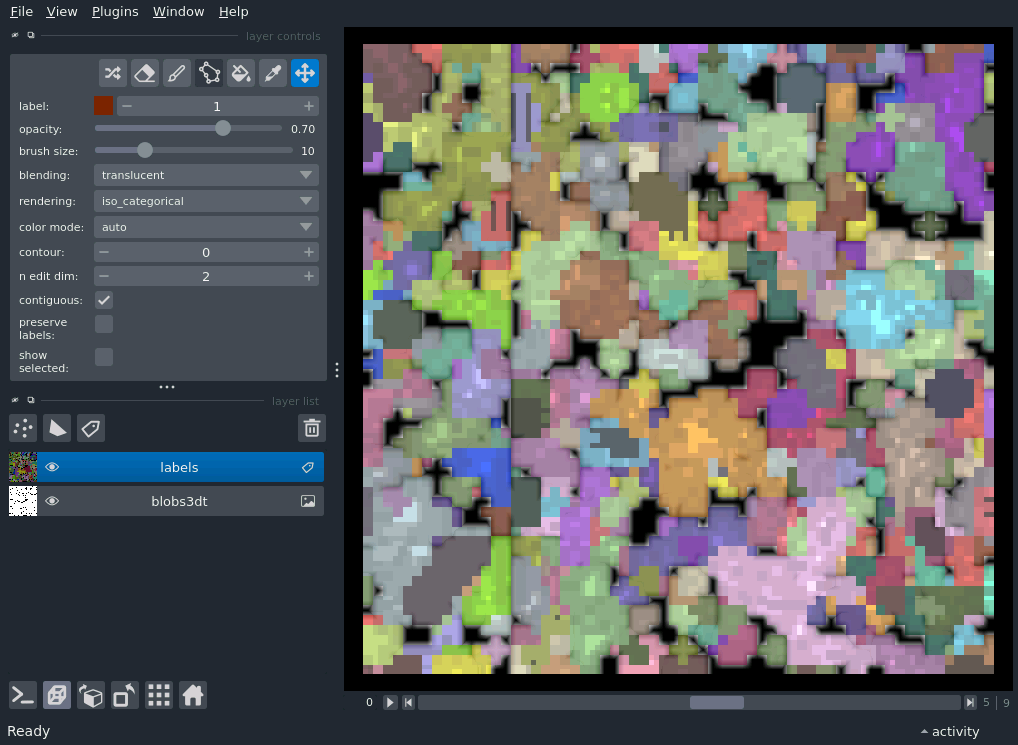 File View Plugins Window Help
layer controls
label: 1
opacity: 0.70
brush size: 10
blending: translucent
rendering: iso_categorical
color mode: auto
contour: 0
n edit dim: 2
contiguous:
preserve
labels:
show
selected:
layer list
labels
blobs3dt
0 5 | 9
Ready activity